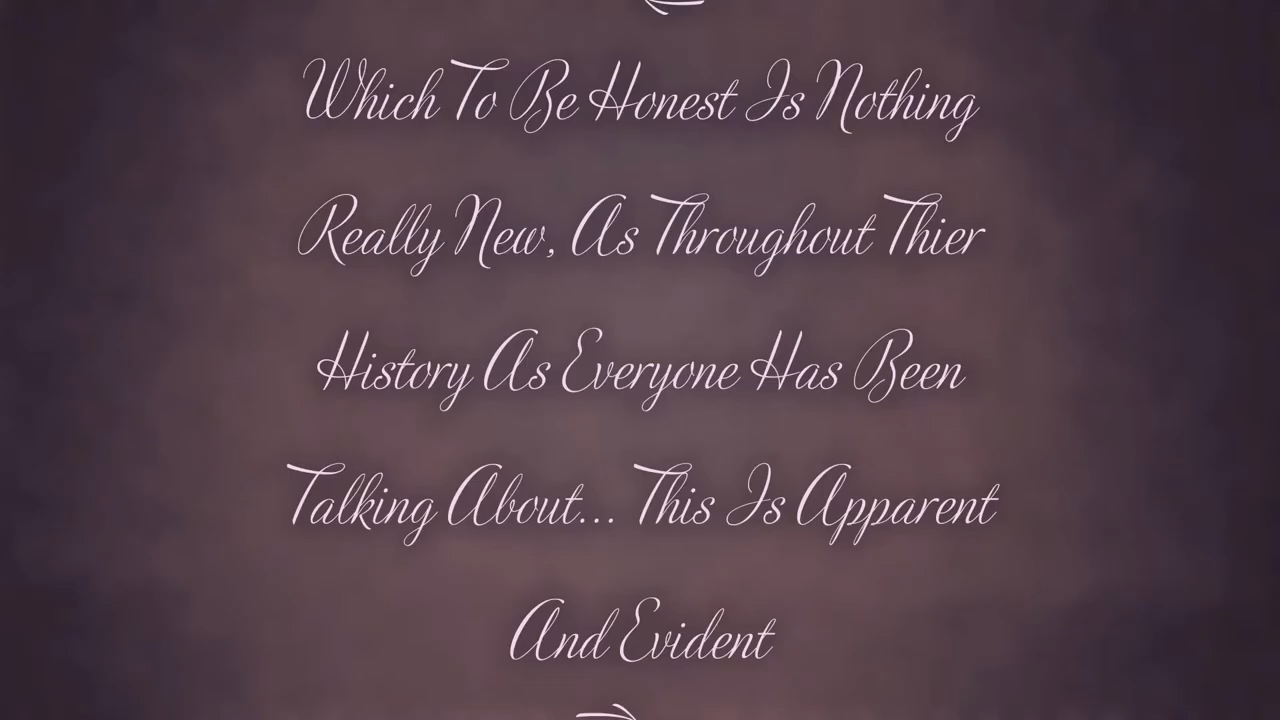 Which To Be Honest Is Nothing
Really New, As Throughout Thier
History As Everyone Has Been
Talking About... This Is Apparent
And Evident